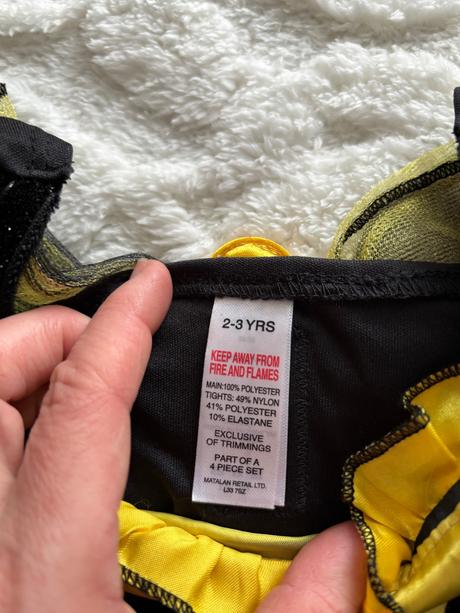 2-3 YRS
KEEP AWAY FROM
FIRE AND FLAMES
MAIN:100% POLYESTER
TIGHTS: 49% NYLON
41% POLYESTER
10% ELASTANE
EXCLUSIVE
OF TRIMMINGS
PART OF A
4 PIECE SET
MATALAN RETAIL LTD.
L33 7SZ